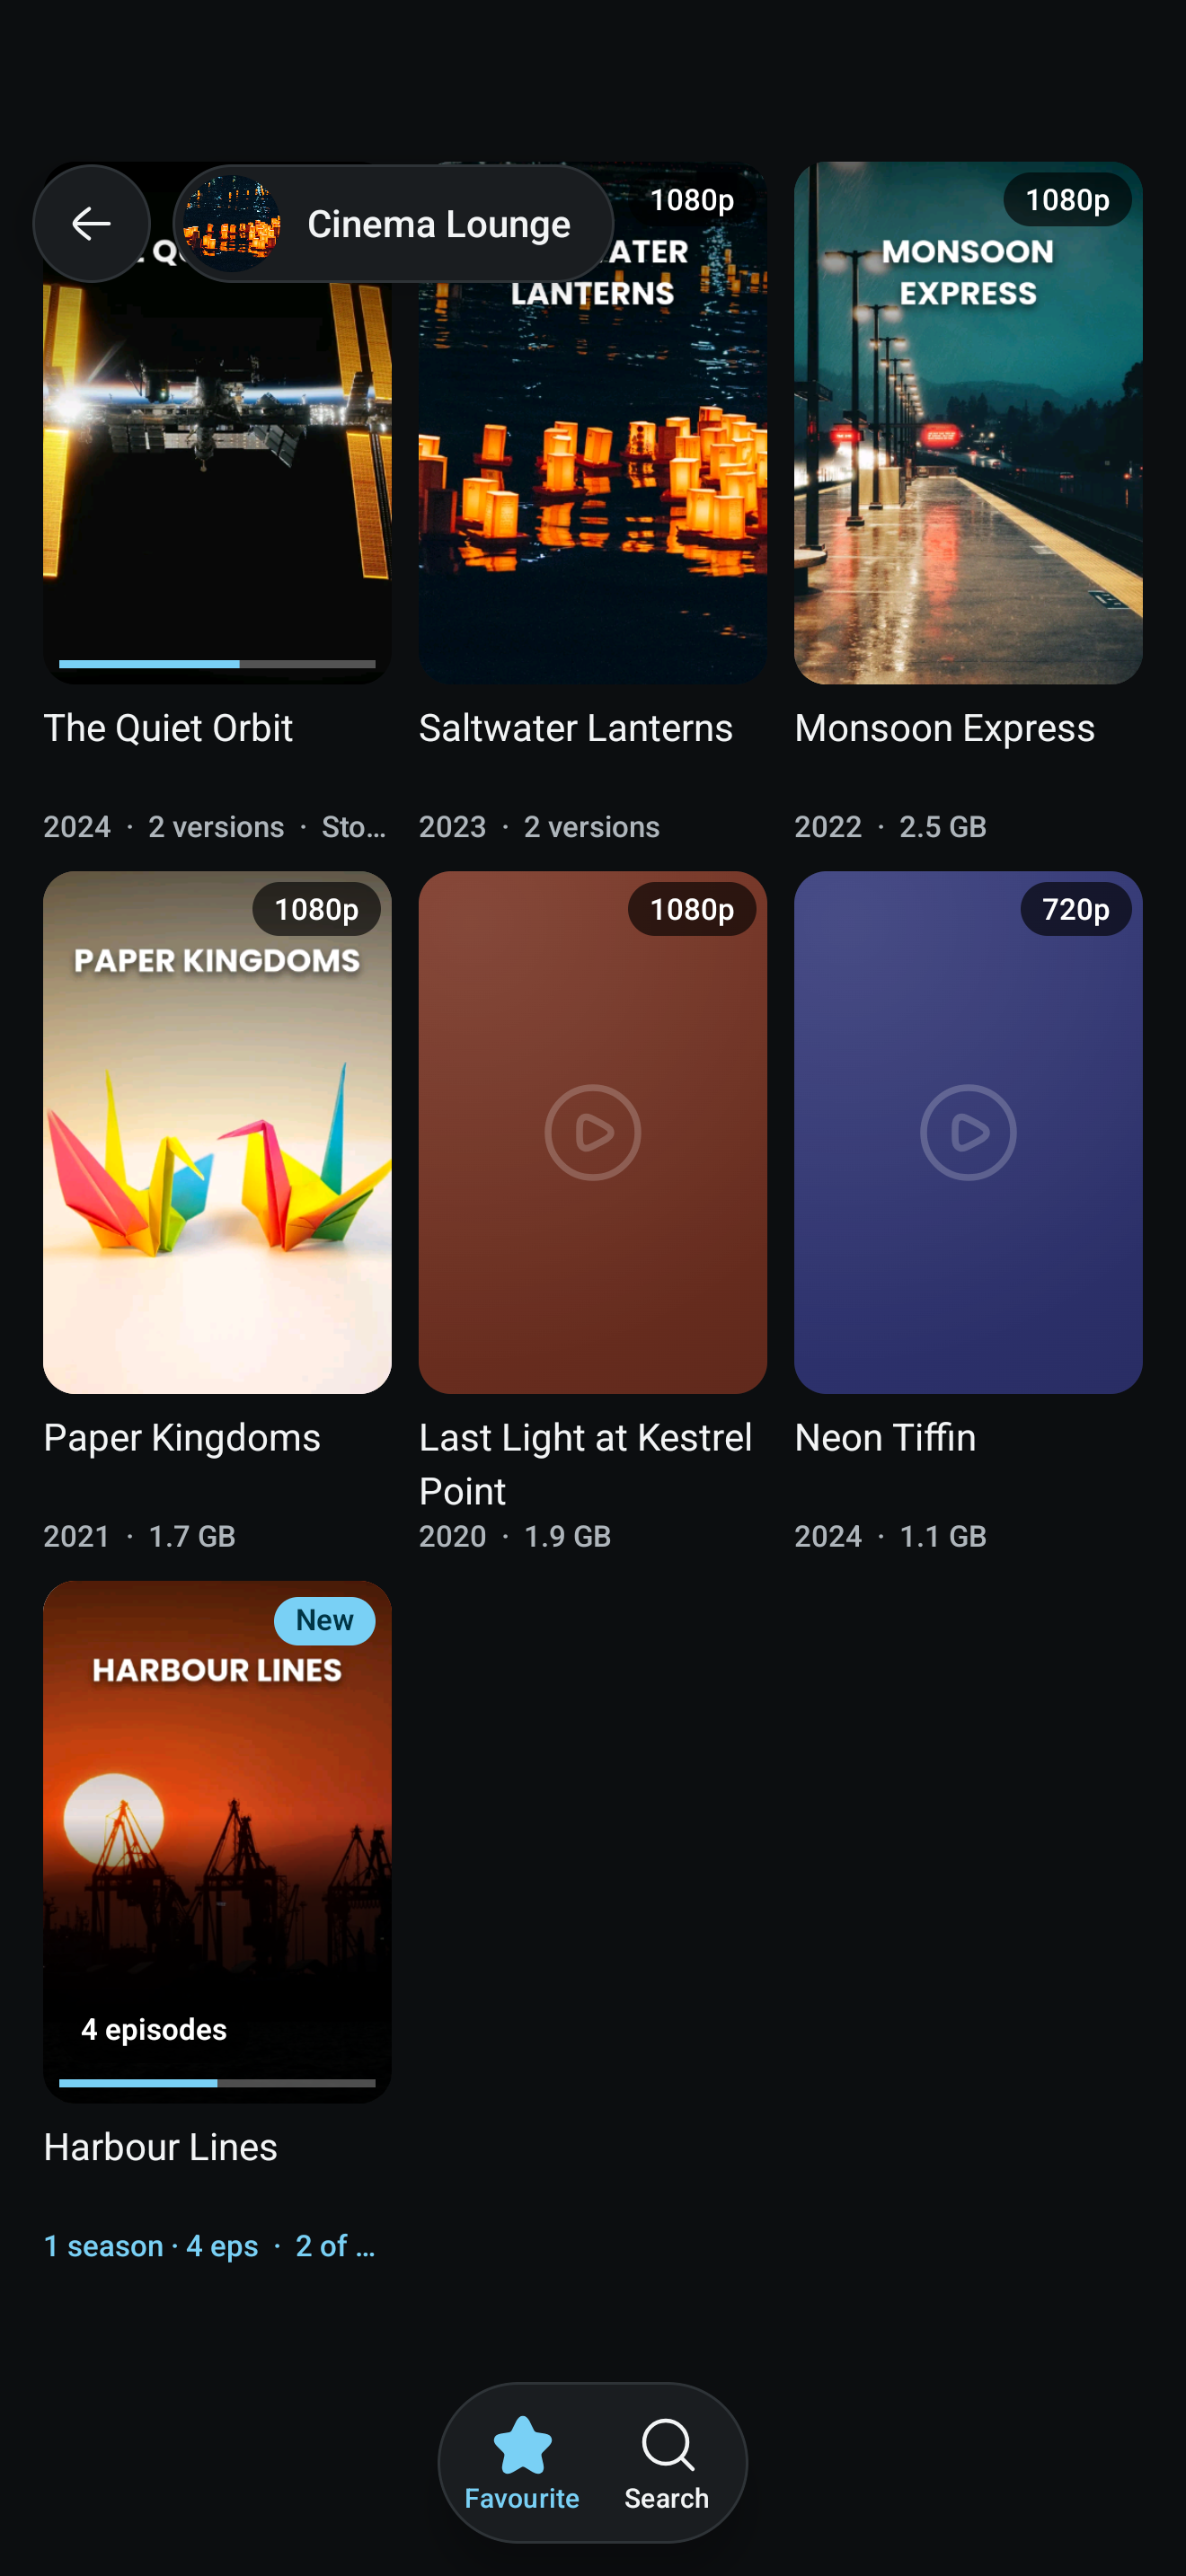 Cinema Lounge
1080p
1080p
LANTERNS
MONSOON
EXPRESS
The Quiet Orbit
Saltwater Lanterns
Monsoon Express
2024 · 2 versions · Sto...
2023 · 2 versions
2022 · 2.5 GB
1080p
1080p
720p
PAPER KINGDOMS
Paper Kingdoms
Last Light at Kestrel
Point
Neon Tiffin
2021 · 1.7 GB
2020 · 1.9 GB
2024 · 1.1 GB
New
HARBOUR LINES
4 episodes
Harbour Lines
1 season · 4 eps · 2 of ...
Favourite
Search